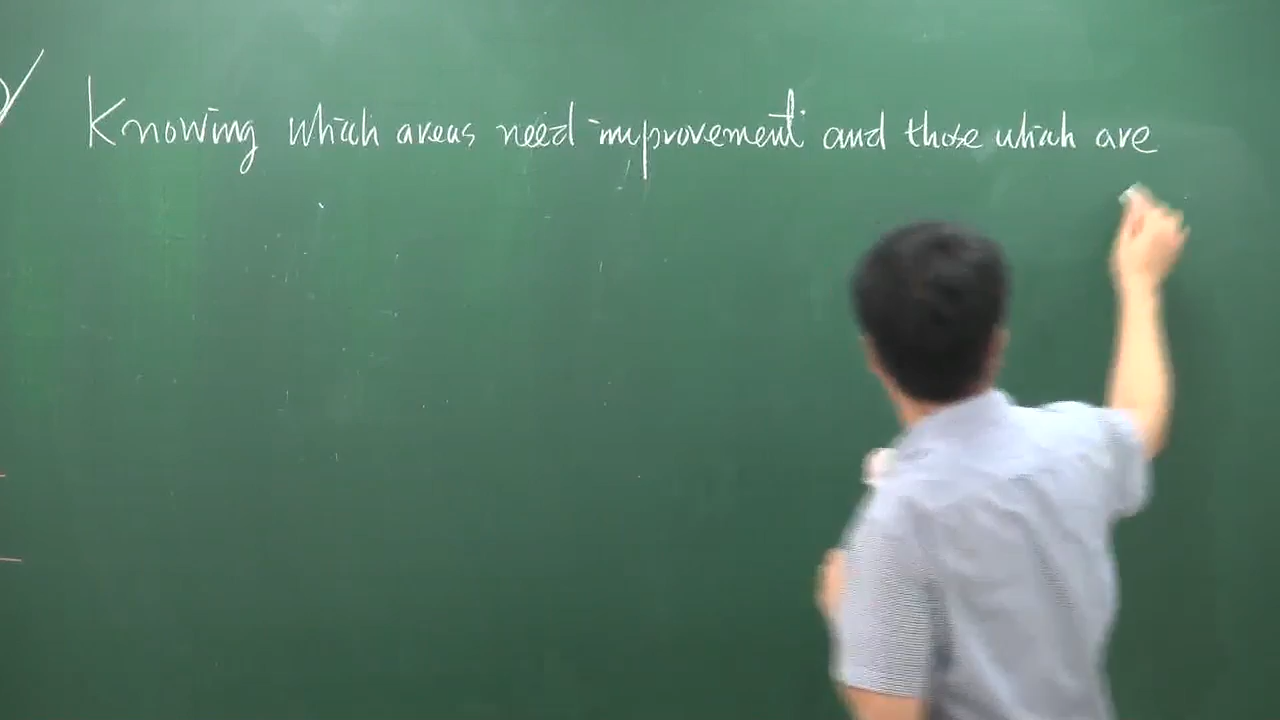 Knowing which areas need improvement and those which are